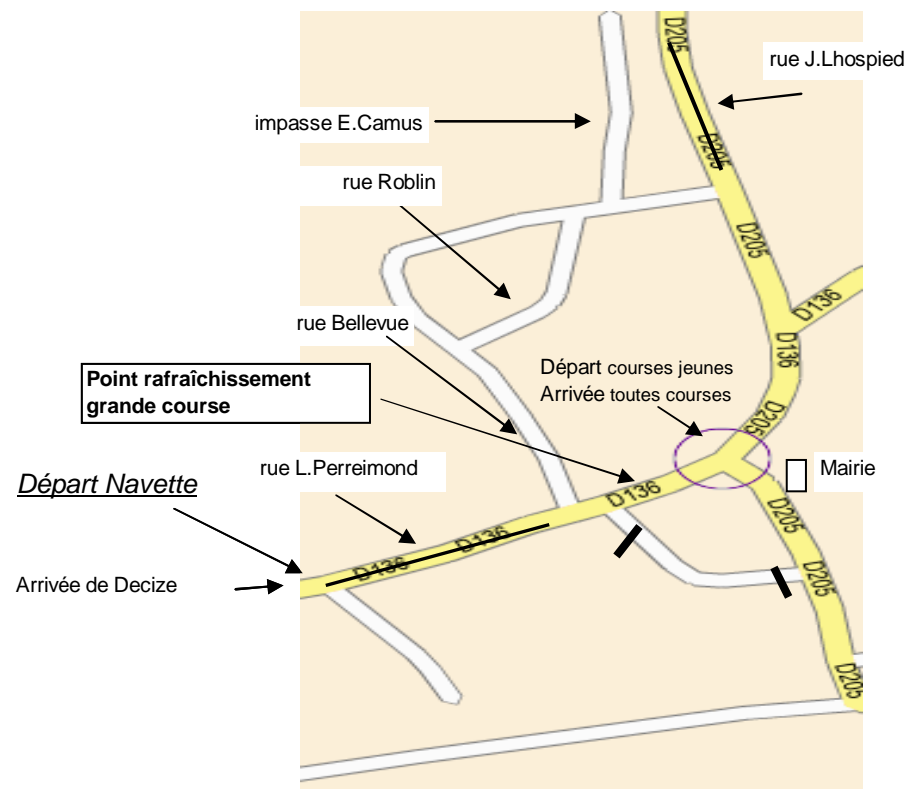 D205
rue J.Lhospied
impasse E.Camus
D205
rue Roblin
D205
D136
rue Bellevue
D136
Départ courses jeunes
Arrivée toutes courses
Point rafraîchissement
grande course
D205
rue L.Perreimond
Mairie
Départ Navette
D136
D205
D136
D136
D205
Arrivée de Decize
D205